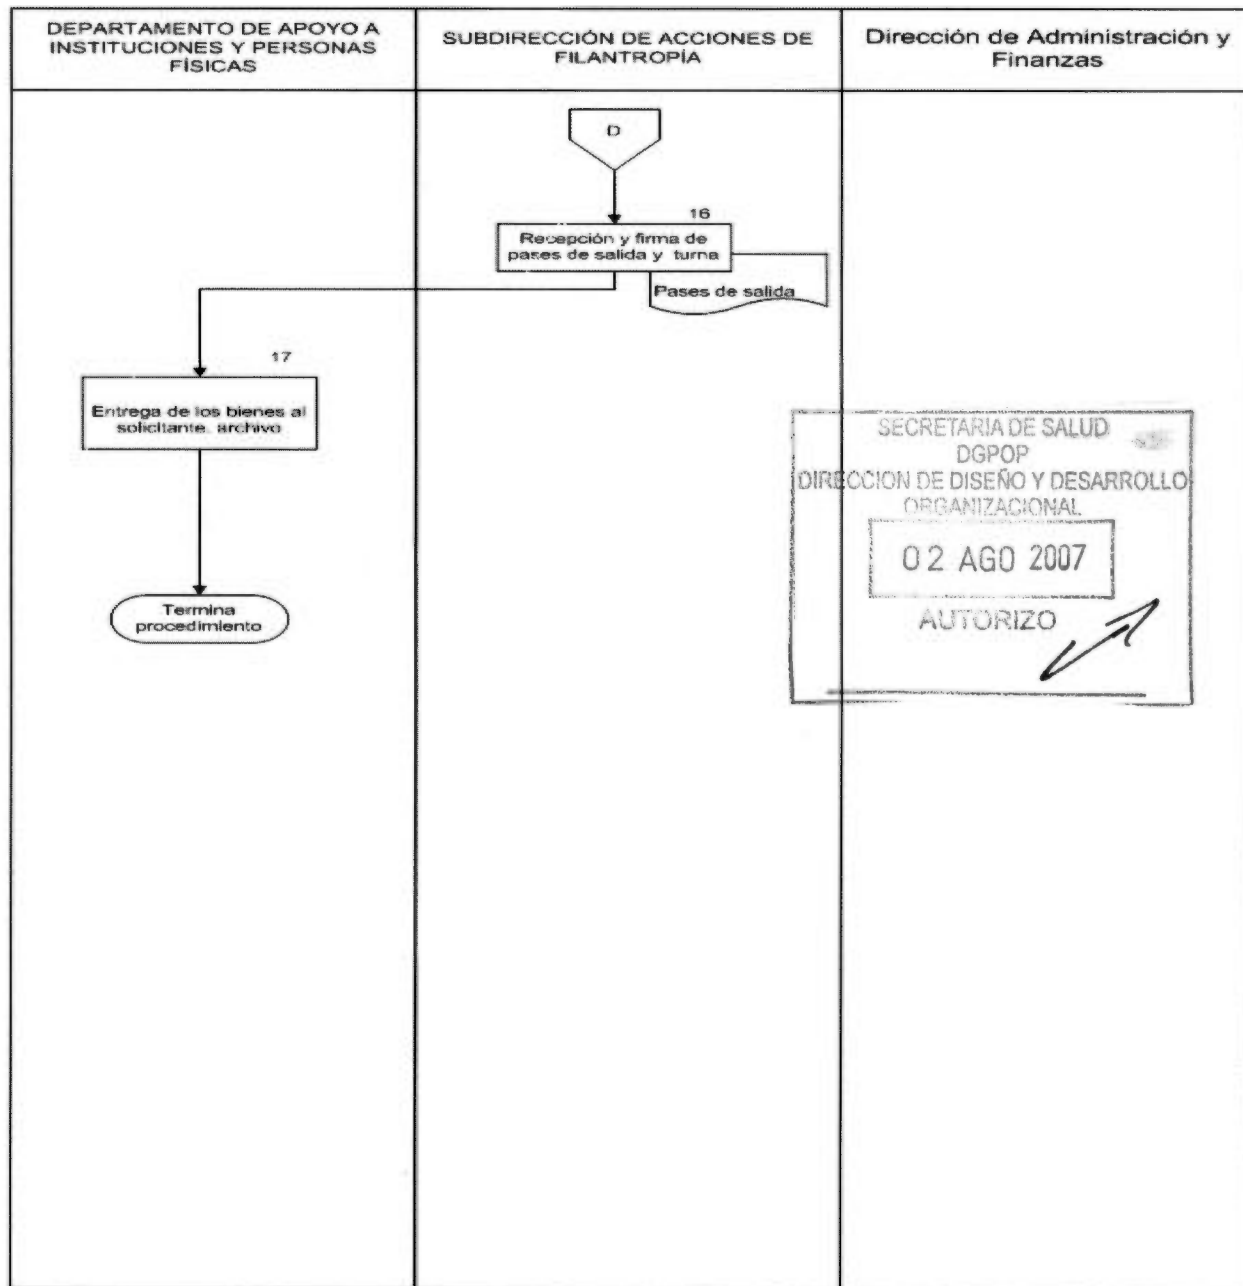 DEPARTAMENTO DE APOYO A
INSTITUCIONES Y PERSONAS
FÍSICAS
SUBDIRECCIÓN DE ACCIONES DE
FILANTROPÍA
Dirección de Administración y
Finanzas
D
16
Recepción y firma de
pases de salida y turna
Pases de salida
17
Entrega de los bienes al
solicitante, archivo
Termina
procedimiento
SECRETARIA DE SALUD
DGPOP
DIRECCION DE DISEÑO Y DESARROLLO
ORGANIZACIONAL
02 AGO 2007
AUTORIZO